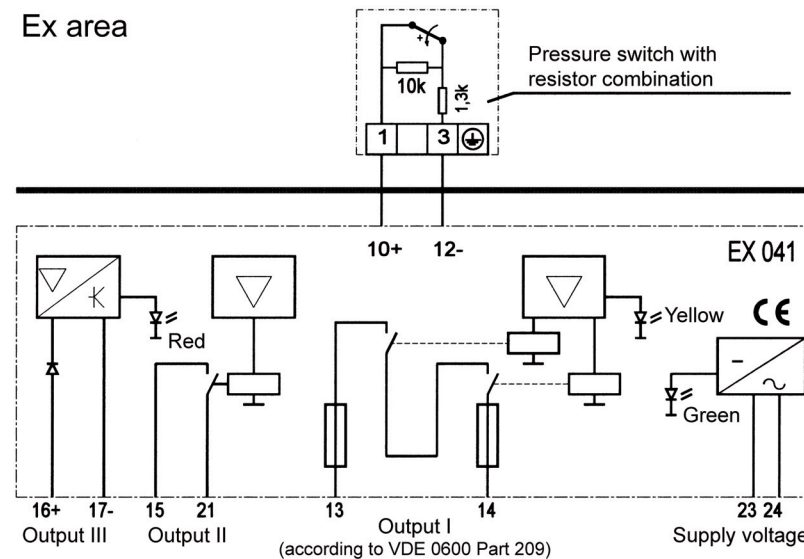 Ex area
Pressure switch with
resistor combination
+
10k
1,3k
1 3
10+ 12-
EX 041
CE
Red
Yellow
Green
16+ 17- 15 21 13 14 23 24
Output III Output II Output I Supply voltage
(according to VDE 0600 Part 209)